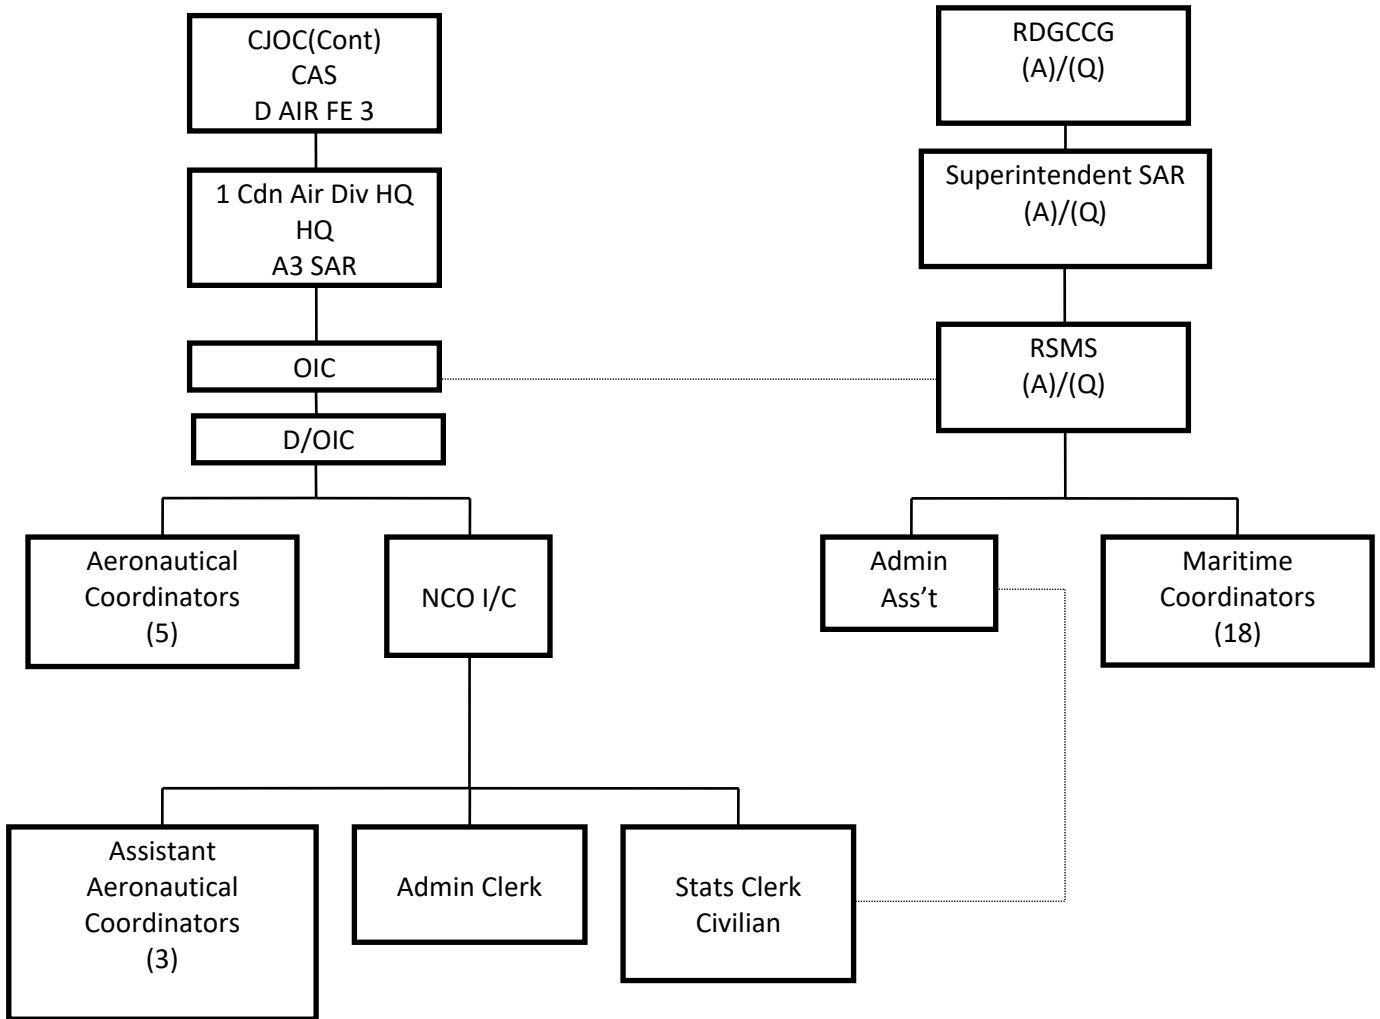 CJOC(Cont)
CAS
D AIR FE 3
RDGCCG
(A)/(Q)
1 Cdn Air Div HQ
HQ
A3 SAR
Superintendent SAR
(A)/(Q)
OIC
RSMS
(A)/(Q)
D/OIC
Aeronautical
Coordinators
(5)
NCO I/C
Admin
Ass’t
Maritime
Coordinators
(18)
Assistant
Aeronautical
Coordinators
(3)
Admin Clerk
Stats Clerk
Civilian